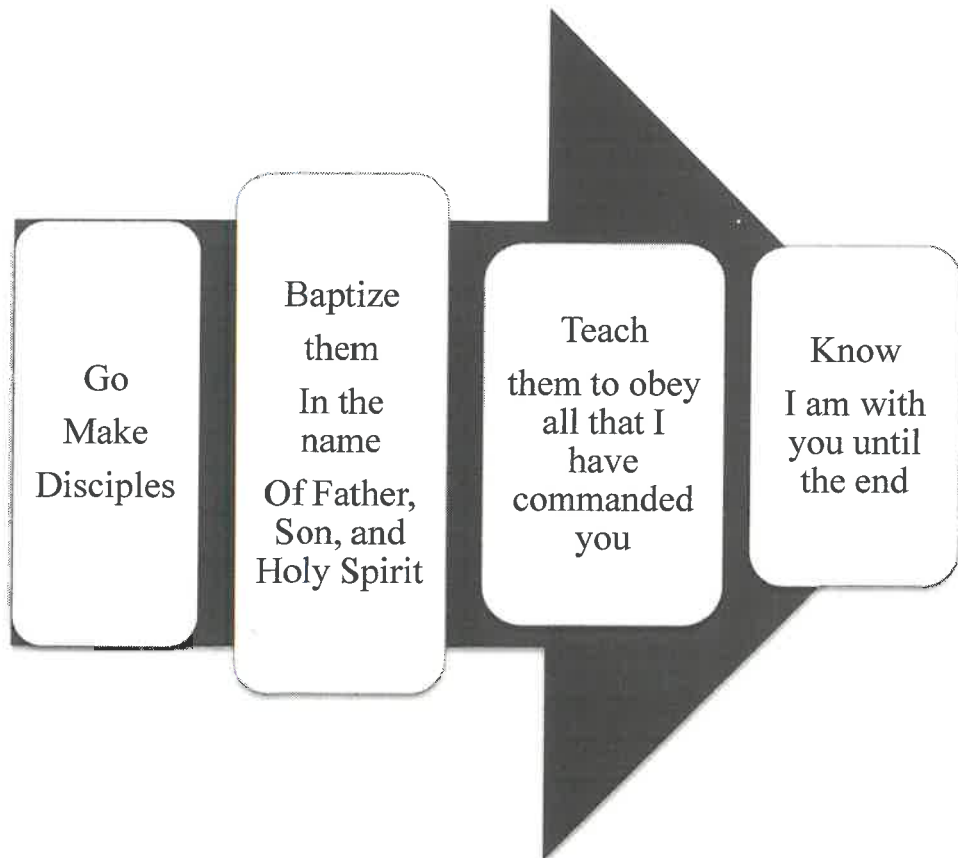 Go
Make
Disciples
Baptize
them
In the
name
Of Father,
Son, and
Holy Spirit
Teach
them to obey
all that I
have
commanded
you
Know
I am with
you until
the end